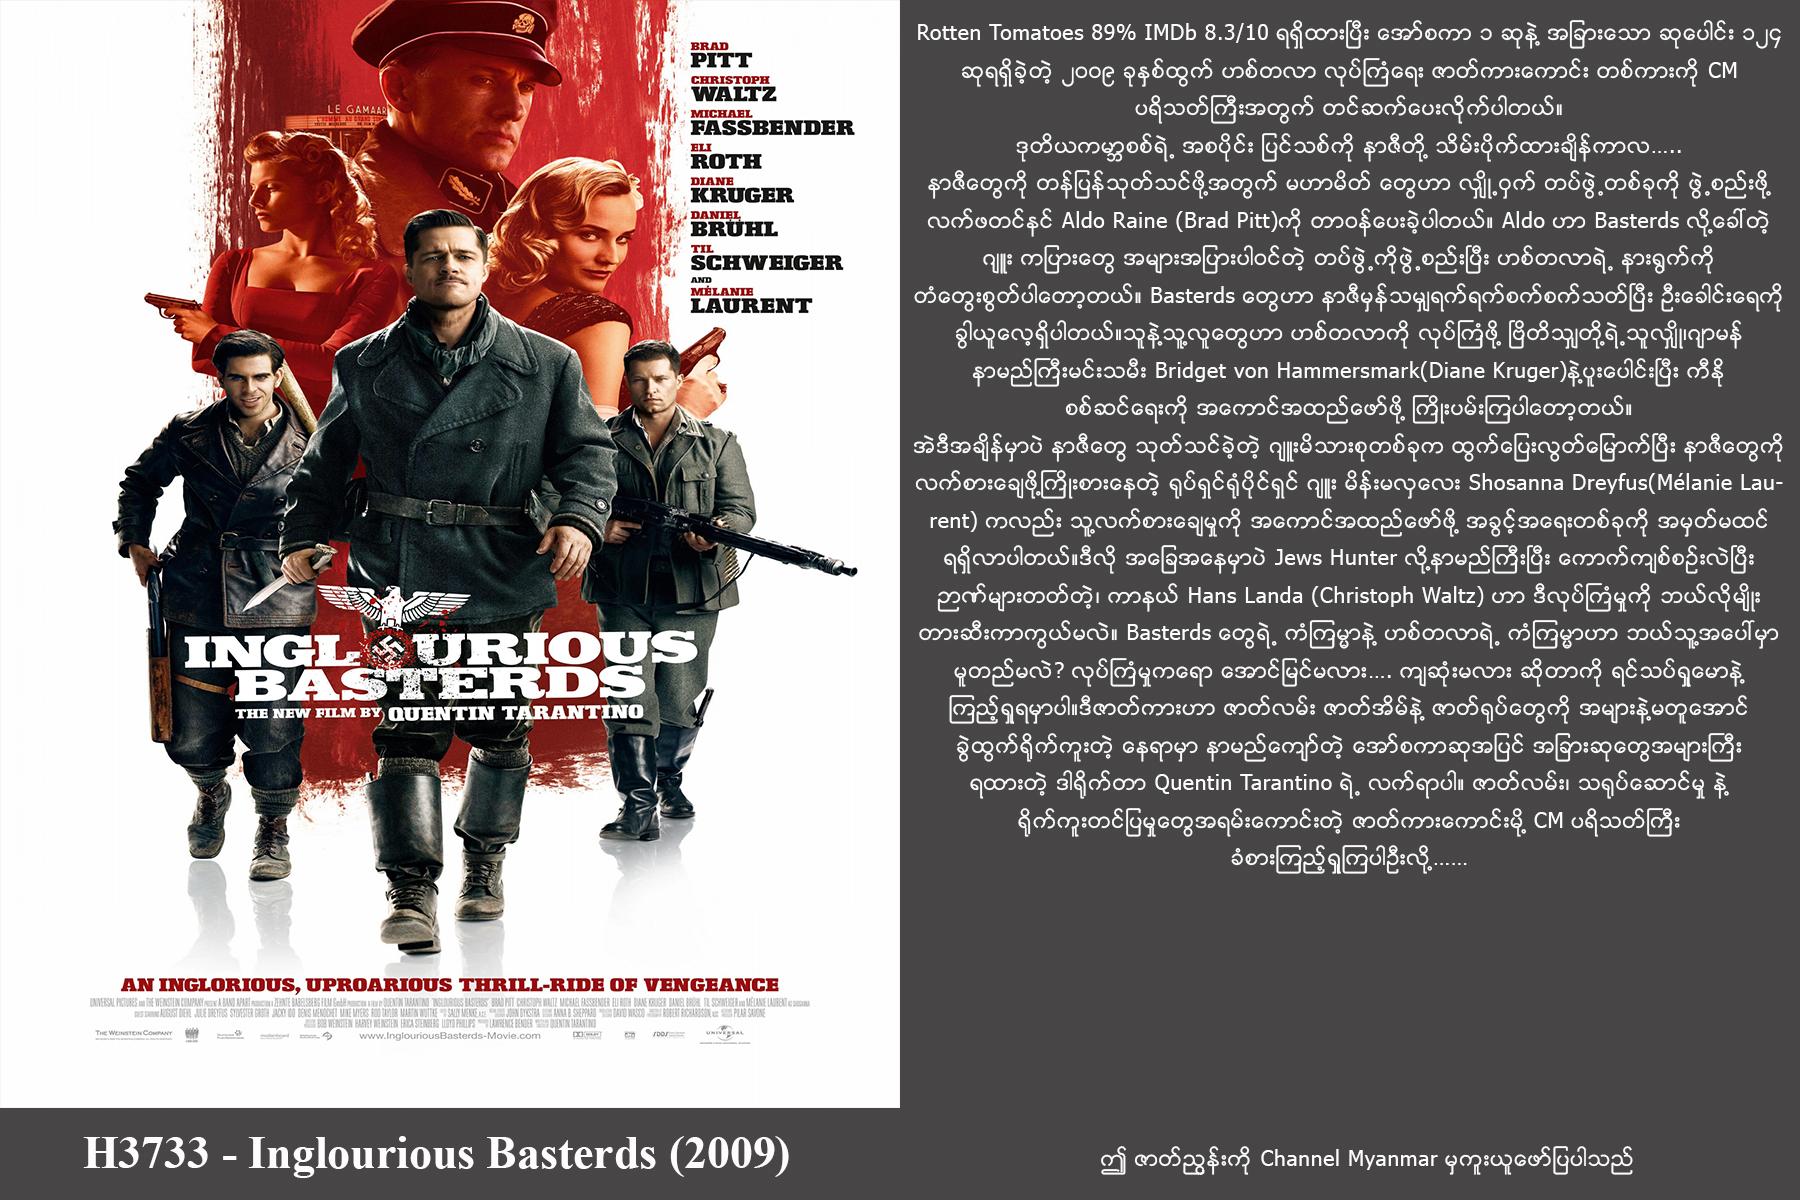 BRAD
PITT
CHRISTOPH
WALTZ
MICHAEL
FASSBENDER
ELI
ROTH
DIANE
KRUGER
DANIEL
BRÜHL
TIL
SCHWEIGER
AND
MÉLANIE
LAURENT
LE GAMAAR
INGLOURIOUS
BASTERDS
THE NEW FILM BY QUENTIN TARANTINO
AN INGLORIOUS, UPROARIOUS THRILL-RIDE OF VENGEANCE
THE WEINSTEIN COMPANY
www.InglouriousBasterds-Movie.com
UNIVERSAL
H3733 - Inglourious Basterds (2009)
Rotten Tomatoes 89% IMDb 8.3/10 ရရှိထားပြီး အော်စကာ ၁ ဆုနဲ့ အခြားသော ဆုပေါင်း ၁၂၄
ဆုရရှိခဲ့တဲ့ ၂၀၀၉ ခုနှစ်ထွက် ဟစ်တလာ လုပ်ကြံရေး ဇာတ်ကားကောင်း တစ်ကားကို CM
ပရိသတ်ကြီးအတွက် တင်ဆက်ပေးလိုက်ပါတယ်။
ဒုတိယကမ္ဘာစစ်ရဲ့ အစပိုင်း ပြင်သစ်ကို နာဇီတို့ သိမ်းပိုက်ထားချိန်ကာလ.....
နာဇီတွေကို တန်ပြန်သုတ်သင်ဖို့အတွက် မဟာမိတ် တွေဟာ လျှို့ဝှက် တပ်ဖွဲ့တစ်ခုကို ဖွဲ့စည်းဖို့
လက်ဖတင်နင် Aldo Raine (Brad Pitt)ကို တာဝန်ပေးခဲ့ပါတယ်။ Aldo ဟာ Basterds လို့ခေါ်တဲ့
ဂျူး ကပြားတွေ အများအပြားပါဝင်တဲ့ တပ်ဖွဲ့ကိုဖွဲ့စည်းပြီး ဟစ်တလာရဲ့ နားရွက်ကို
တံတွေးစွတ်ပါတော့တယ်။ Basterds တွေဟာ နာဇီမှန်သမျှရက်ရက်စက်စက်သတ်ပြီး ဦးခေါင်းရေကို
ခွါယူလေ့ရှိပါတယ်။သူနဲ့သူ့လူတွေဟာ ဟစ်တလာကို လုပ်ကြံဖို့ ဗြိတိသျှတို့ရဲ့သူလျှိုဂျာမန်
နာမည်ကြီးမင်းသမီး Bridget von Hammersmark(Diane Kruger)နဲ့ပူးပေါင်းပြီး ကီနို
စစ်ဆင်ရေးကို အကောင်အထည်ဖော်ဖို့ ကြိုးပမ်းကြပါတော့တယ်။
အဲဒီအချိန်မှာပဲ နာဇီတွေ သုတ်သင်ခဲ့တဲ့ ဂျူးမိသားစုတစ်ခုက ထွက်ပြေးလွတ်မြောက်ပြီး နာဇီတွေကို
လက်စားချေဖို့ကြိုးစားနေတဲ့ ရုပ်ရှင်ရုံပိုင်ရှင် ဂျူး မိန်းမလှလေး Shosanna Dreyfus(Mélanie Lau-
rent) ကလည်း သူ့လက်စားချေမှုကို အကောင်အထည်ဖော်ဖို့ အခွင့်အရေးတစ်ခုကို အမှတ်မထင်
ရရှိလာပါတယ်။ဒီလို အခြေအနေမှာပဲ Jews Hunter လို့နာမည်ကြီးပြီး ကောက်ကျစ်စဉ်းလဲပြီး
ဉာဏ်များတတ်တဲ့၊ ကာနယ် Hans Landa (Christoph Waltz) ဟာ ဒီလုပ်ကြံမှုကို ဘယ်လိုမျိုး
တားဆီးကာကွယ်မလဲ။ Basterds တွေရဲ့ ကံကြမ္မာနဲ့ ဟစ်တလာရဲ့ ကံကြမ္မာဟာ ဘယ်သူ့အပေါ်မှာ
မူတည်မလဲ? လုပ်ကြံမှုကရော အောင်မြင်မလား.... ကျဆုံးမလား ဆိုတာကို ရင်သပ်ရှုမောနဲ့
ကြည့်ရှုရမှာပါ။ဒီဇာတ်ကားဟာ ဇာတ်လမ်း ဇာတ်အိမ်နဲ့ ဇာတ်ရုပ်တွေကို အများနဲ့မတူအောင်
ခွဲထွက်ရိုက်ကူးတဲ့ နေရာမှာ နာမည်ကျော်တဲ့ အော်စကာဆုအပြင် အခြားဆုတွေအများကြီး
ရထားတဲ့ ဒါရိုက်တာ Quentin Tarantino ရဲ့ လက်ရာပါ။ ဇာတ်လမ်း၊ သရုပ်ဆောင်မှု နဲ့
ရိုက်ကူးတင်ပြမှုတွေအရမ်းကောင်းတဲ့ ဇာတ်ကားကောင်းမို့ CM ပရိသတ်ကြီး
ခံစားကြည့်ရှုကြပါဦးလို့......
ဤ ဇာတ်ညွှန်းကို Channel Myanmar မှကူးယူဖော်ပြပါသည်